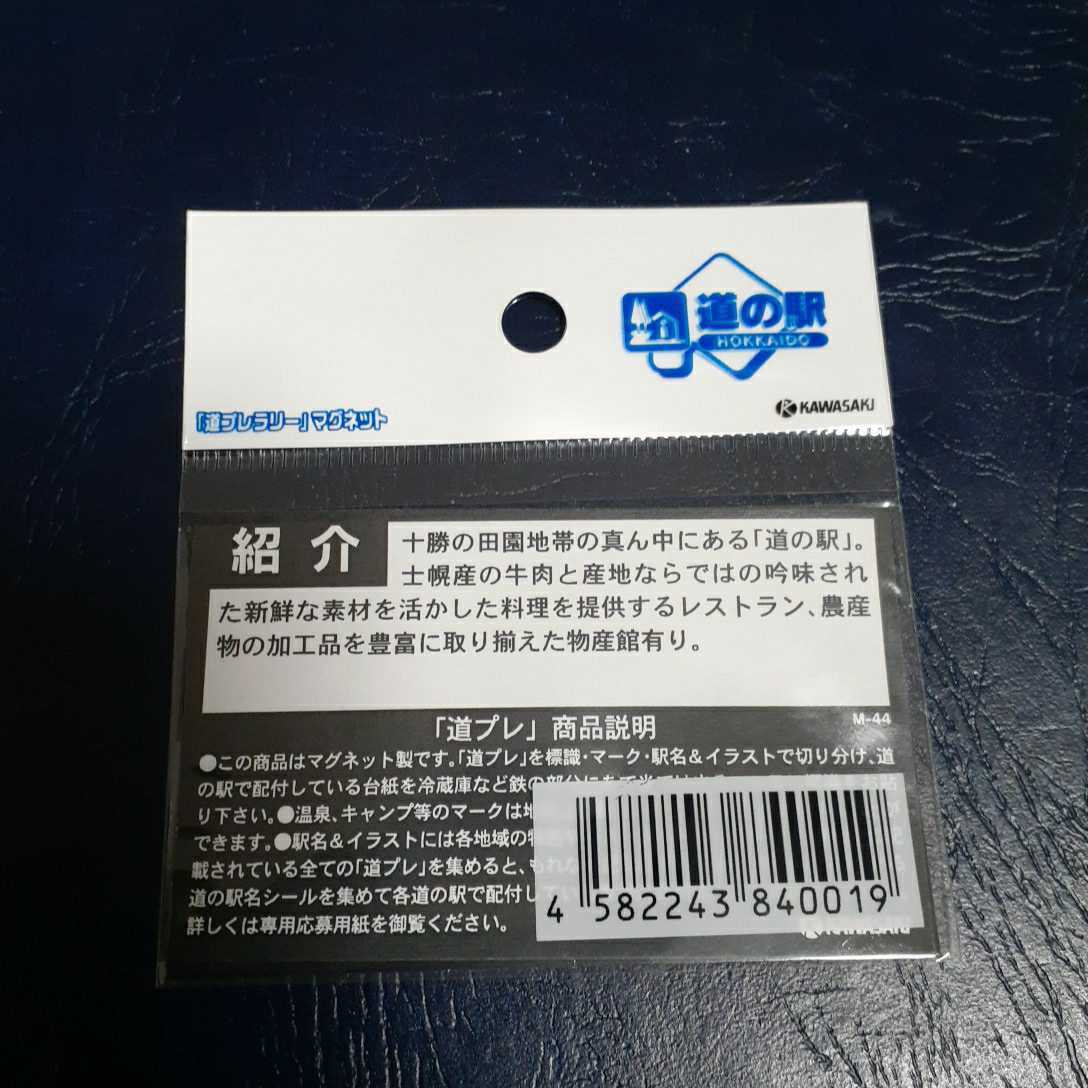 道の駅
HOKKAIDO
KAWASAKI
「道プレラリー」マグネット
紹介
十勝の田園地帯の真ん中にある「道の駅」。
士幌産の牛肉と産地ならではの吟味され
た新鮮な素材を活かした料理を提供するレストラン、農産
物の加工品を豊富に取り揃えた物産館有り。
「道プレ」商品説明
M-44
●この商品はマグネット製です。「道プレ」を標識・マーク・駅名&イラストで切り分け、道
の駅で配付している台紙を冷蔵庫など鉄の部分に
り下さい。●温泉、キャンプ等のマークは
できます。●駅名&イラストには各地域の
載されている全ての「道プレ」を集めると、もれな
道の駅名シールを集めて各道の駅で配付して
詳しくは専用応募用紙を御覧ください。
4 582243 840019